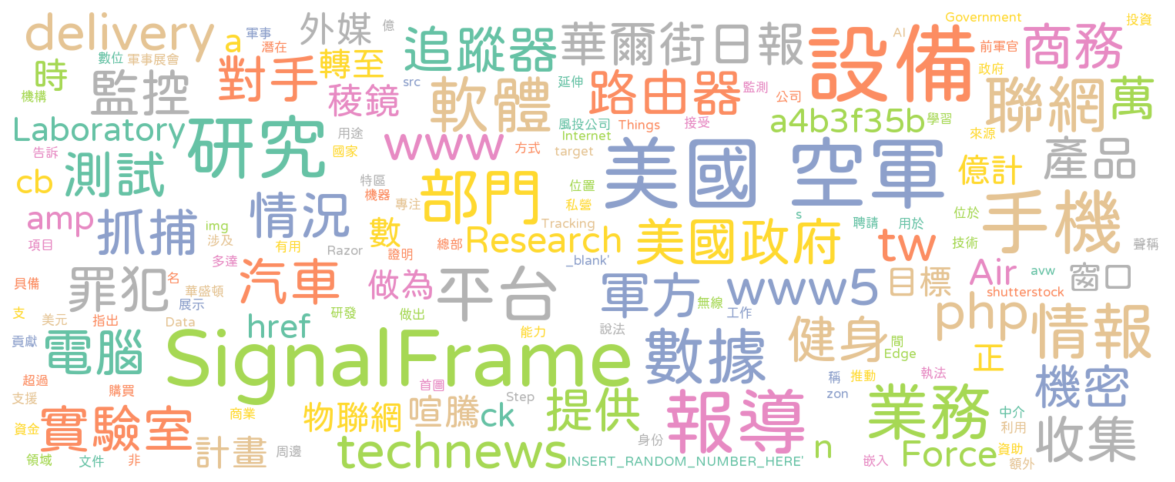 delivery
a
軍事
潛在
外媒
億
追蹤器
華爾街日報
設備
AI
Government
前軍官
商務
投資
時
數位
軍事展會
機構
監控
對手
轉至
稜鏡
src
軟體
延伸
路由器
監測
公司
政府
聯網
萬
Laboratory
研究
用途
國家
www
風投公司
Things
接受
Internet
方式
target
a4b3f35b
學習
來源
億計
產品
告訴
cb
測試
特區
機器
專注
部門
位置
私營
美國
空軍
手機
位於
amp
抓捕
img
涉及
情況
有用
數
證明
總部
Research
Tracking
美國政府
s
聘請
用於
tw
技術
聲稱
項目
多達
Razor
_blank'
具備
罪犯
名
華盛頓
展示
汽車
做為
平台
軍方
無線
www5
目標
Air
avw
窗口
shutterstock
支
美元
指出
Data
研發
做出
工作
貢獻
電腦
href
能力
說法
SignalFrame
數據
健身
間
Edge
php
情報
正
超過
支援
購買
首圖
Step
稱
推動
zon
執法
機密
資金
實驗室
商業
物聯網
喧騰
ck
提供
報導
業務
中介
利用
收集
領域
文件
非
計畫
周邊
technews
身份
INSERT_RANDOM_NUMBER_HERE'
n
嵌入
Force
資助
額外